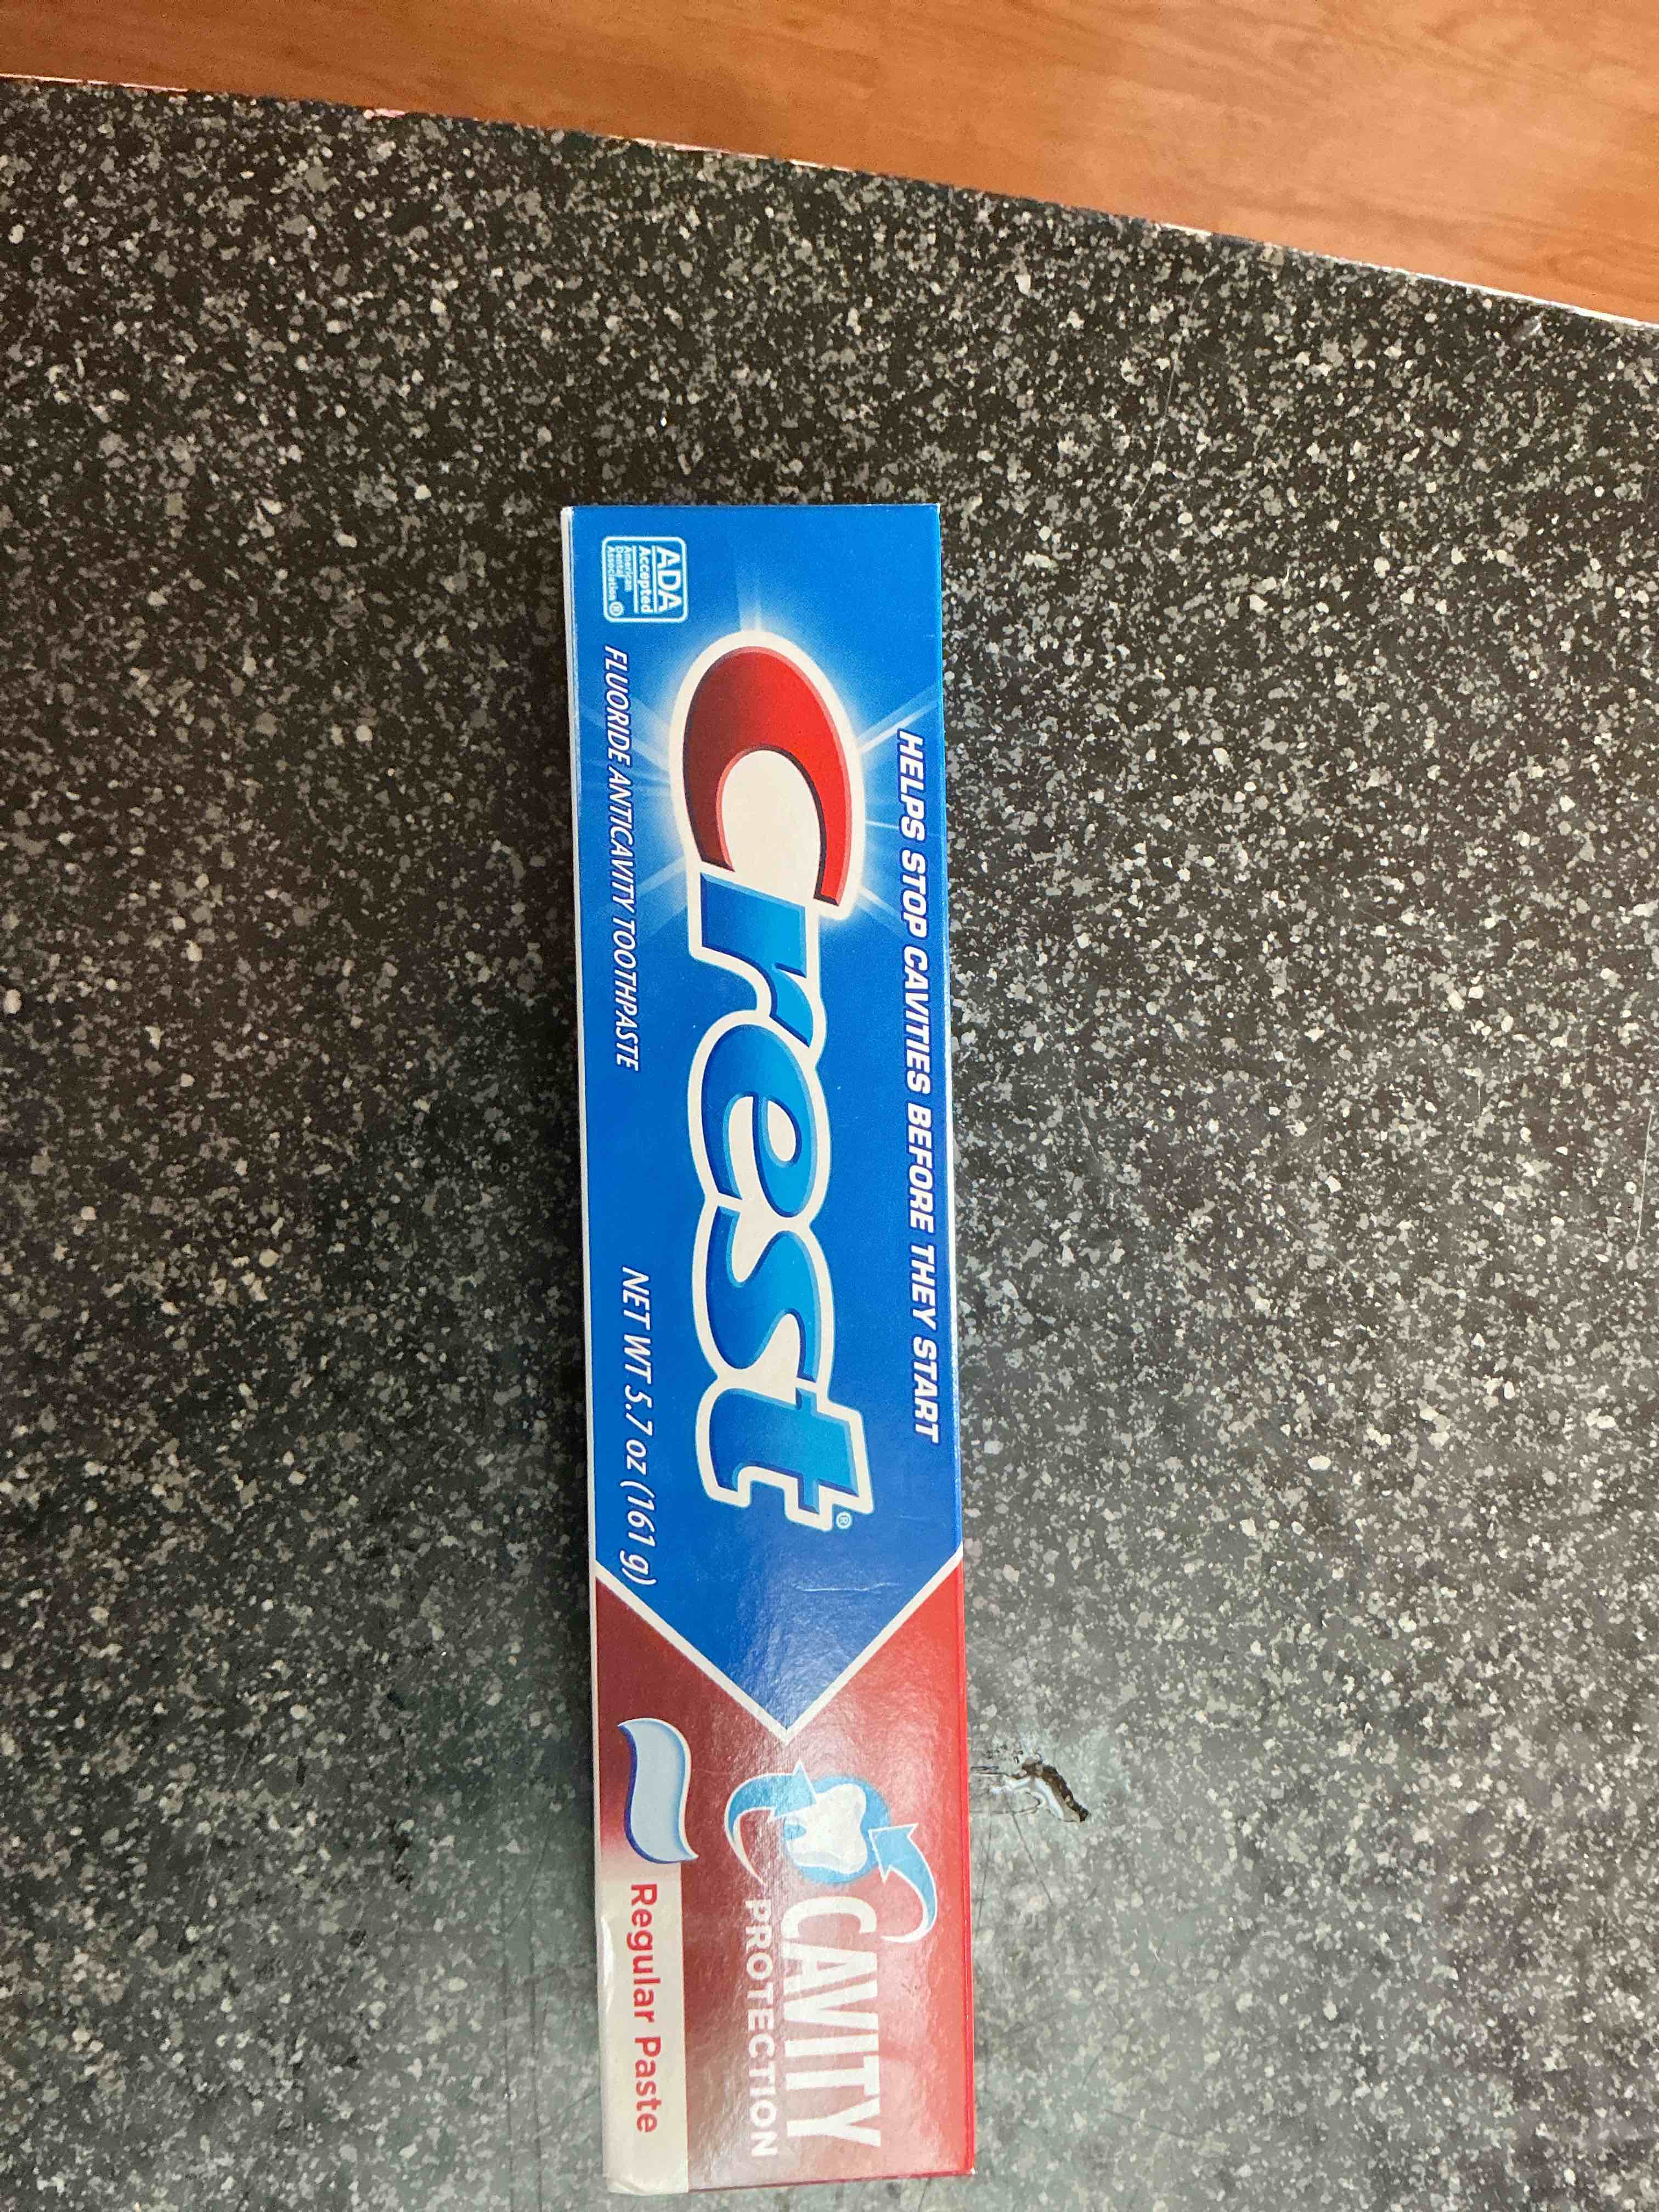 HELPS STOP CAVITIES BEFORE THEY START
Crest®
ADA
Accepted
American
Dental
Association ®
FLUORIDE ANTICAVITY TOOTHPASTE
NET WT 5.7 oz (161 g)
CAVITY
PROTECTION
Regular Paste